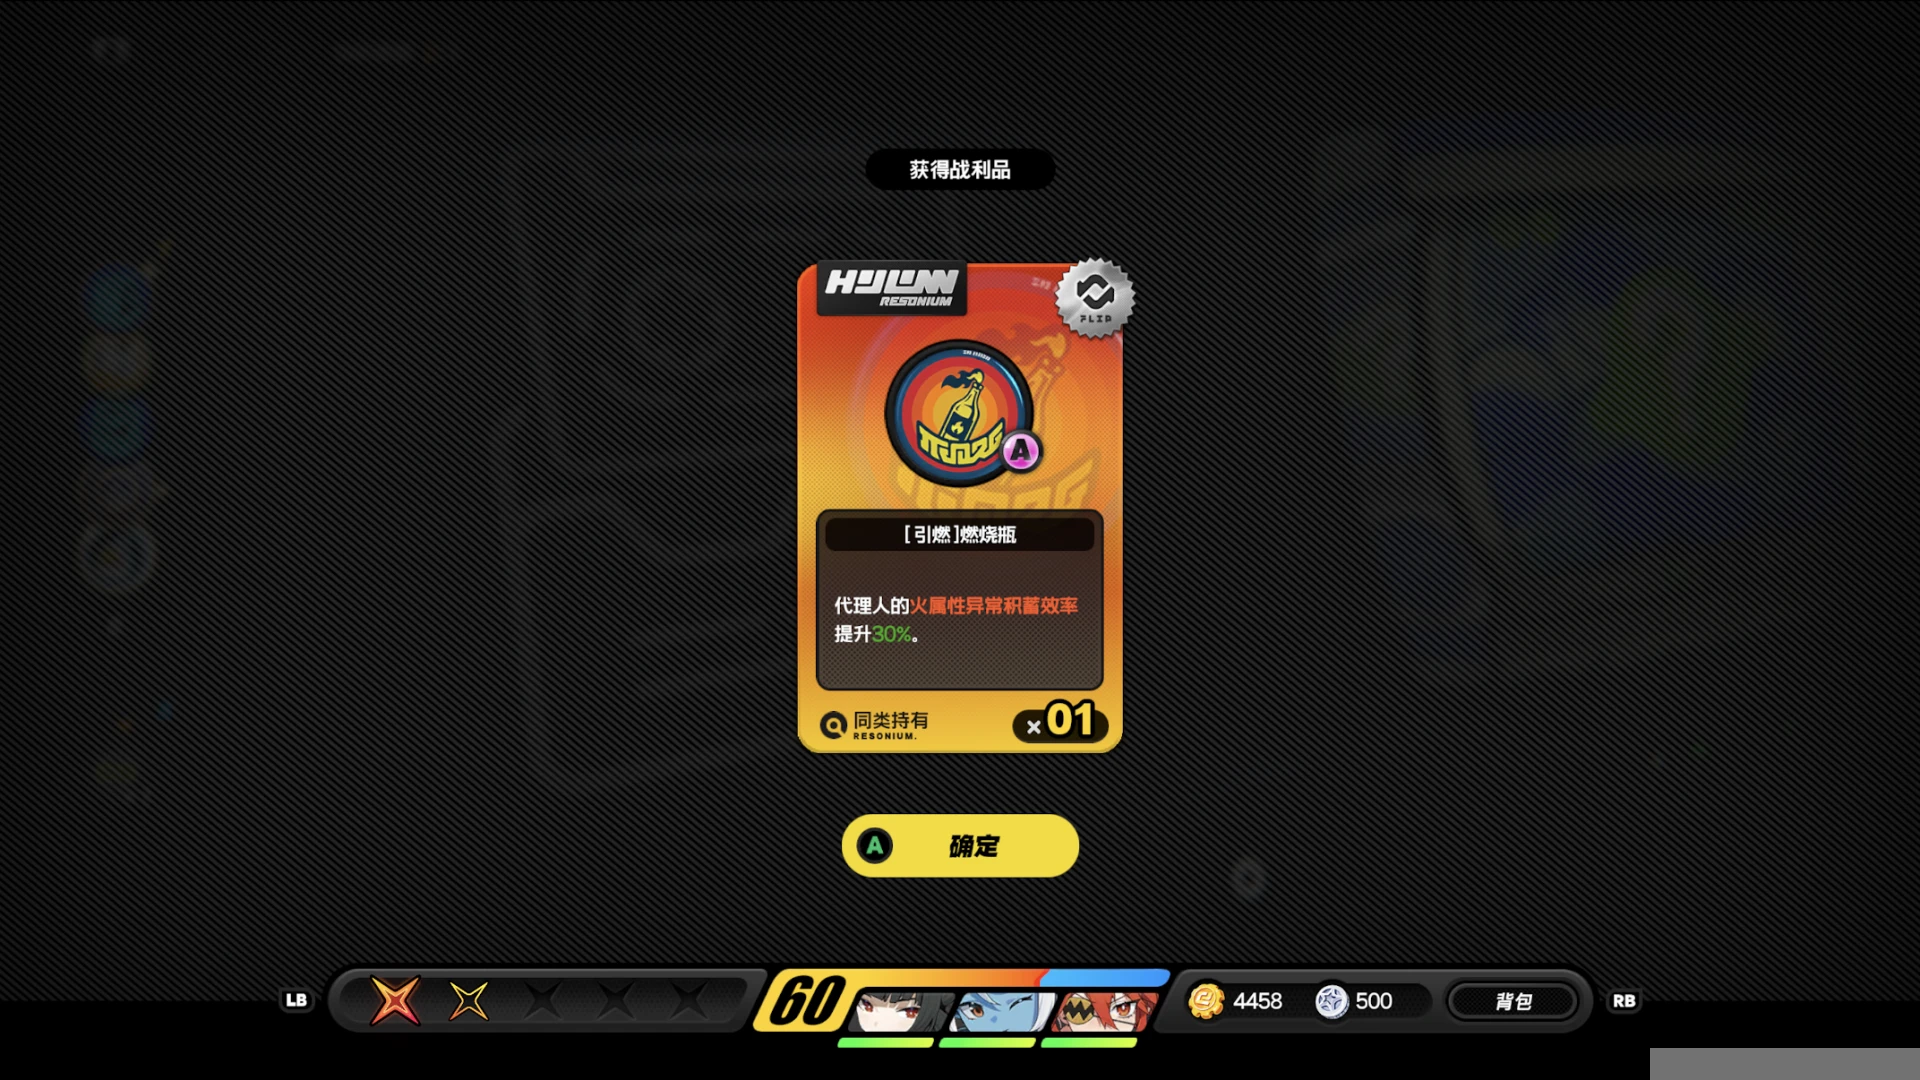 获得战利品
HOLLOW
RESONIUM
FLIP
A
[引燃]燃烧瓶
代理人的火属性异常积蓄效率
提升30%。
同类持有
RESONIUM.
×01
A 确定
LB
60
4458
500
背包
RB